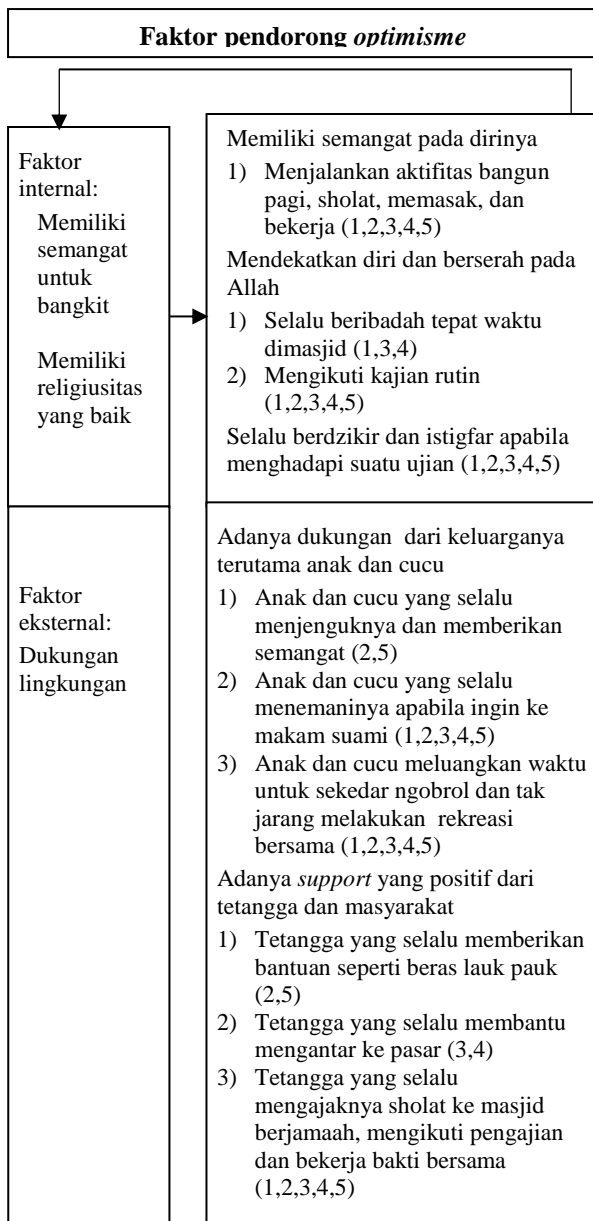 Faktor pendorong optimisme
Faktor
internal:
Memiliki
semangat
untuk
bangkit
Memiliki
religiusitas
yang baik
Memiliki semangat pada dirinya
1) Menjalankan aktifitas bangun
pagi, sholat, memasak, dan
bekerja (1,2,3,4,5)
Mendekatkan diri dan berserah pada
Allah
1) Selalu beribadah tepat waktu
dimasjid (1,3,4)
2) Mengikuti kajian rutin
(1,2,3,4,5)
Selalu berdzikir dan istigfar apabila
menghadapi suatu ujian (1,2,3,4,5)
Faktor
eksternal:
Dukungan
lingkungan
Adanya dukungan dari keluarganya
terutama anak dan cucu
1) Anak dan cucu yang selalu
menjenguknya dan memberikan
semangat (2,5)
2) Anak dan cucu yang selalu
menemaninya apabila ingin ke
makam suami (1,2,3,4,5)
3) Anak dan cucu meluangkan waktu
untuk sekedar ngobrol dan tak
jarang melakukan rekreasi
bersama (1,2,3,4,5)
Adanya support yang positif dari
tetangga dan masyarakat
1) Tetangga yang selalu memberikan
bantuan seperti beras lauk pauk
(2,5)
2) Tetangga yang selalu membantu
mengantar ke pasar (3,4)
3) Tetangga yang selalu
mengajaknya sholat ke masjid
berjamaah, mengikuti pengajian
dan bekerja bakti bersama
(1,2,3,4,5)